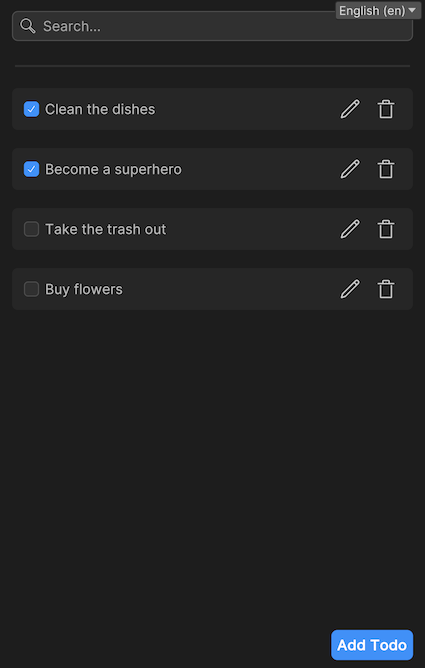 English (en)
Search...
Clean the dishes
Become a superhero
Take the trash out
Buy flowers
Add Todo